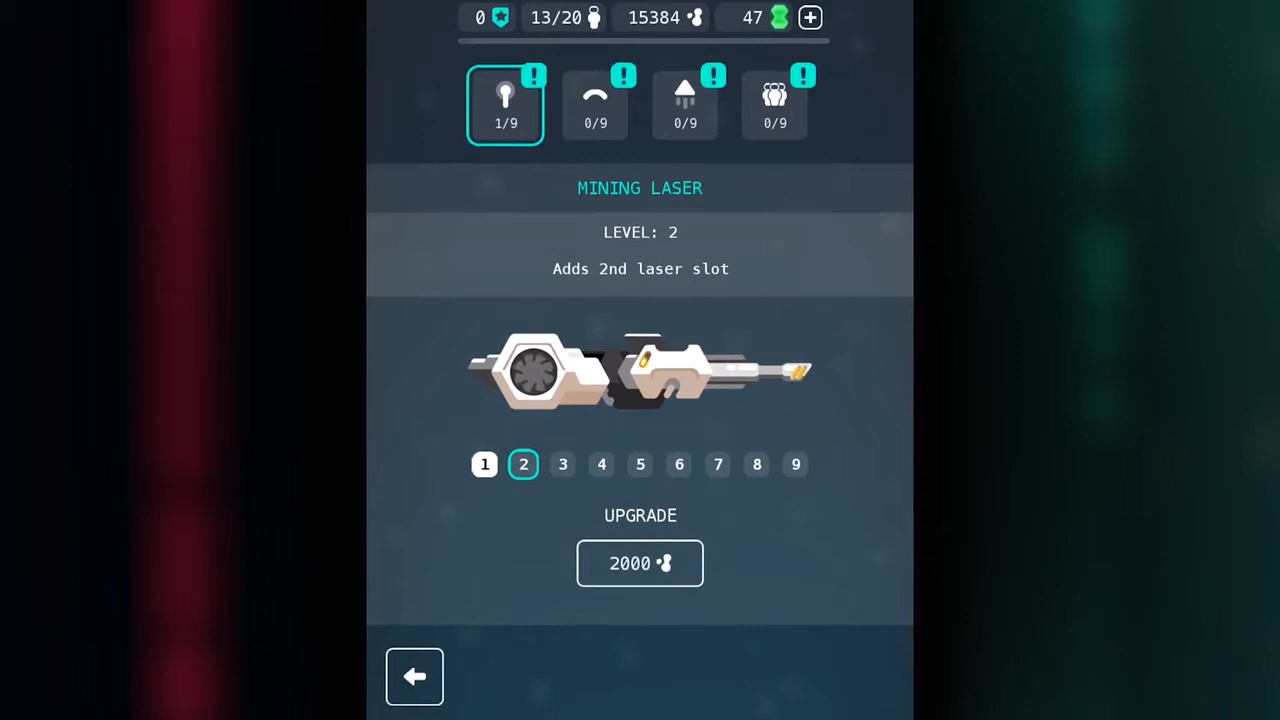 0 13/20 15384 47
! ! ! !
1/9 0/9 0/9 0/9
MINING LASER
LEVEL: 2
Adds 2nd laser slot
1 2 3 4 5 6 7 8 9
UPGRADE
2000